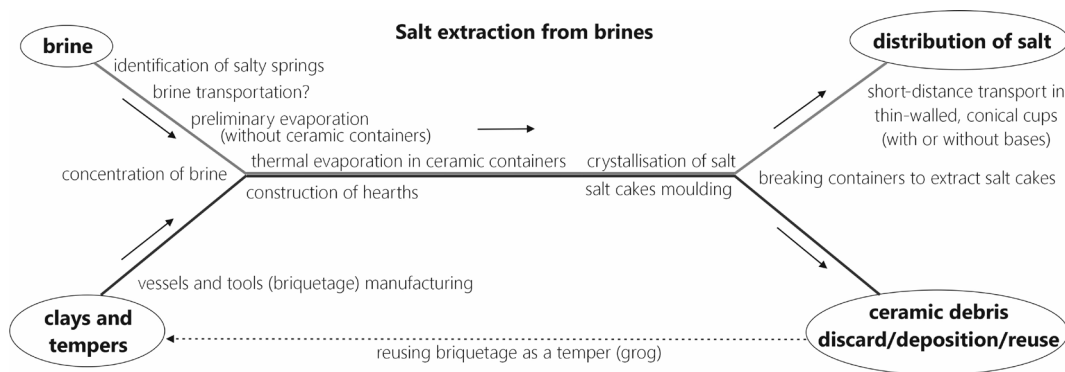 Salt extraction from brines
brine
identification of salty springs
brine transportation?
preliminary evaporation
(without ceramic containers)
concentration of brine
thermal evaporation in ceramic containers
construction of hearths
crystallisation of salt
salt cakes moulding
distribution of salt
short-distance transport in
thin-walled, conical cups
(with or without bases)
breaking containers to extract salt cakes
vessels and tools (briquetage) manufacturing
clays and
tempers
ceramic debris
discard/deposition/reuse
reusing briquetage as a temper (grog)